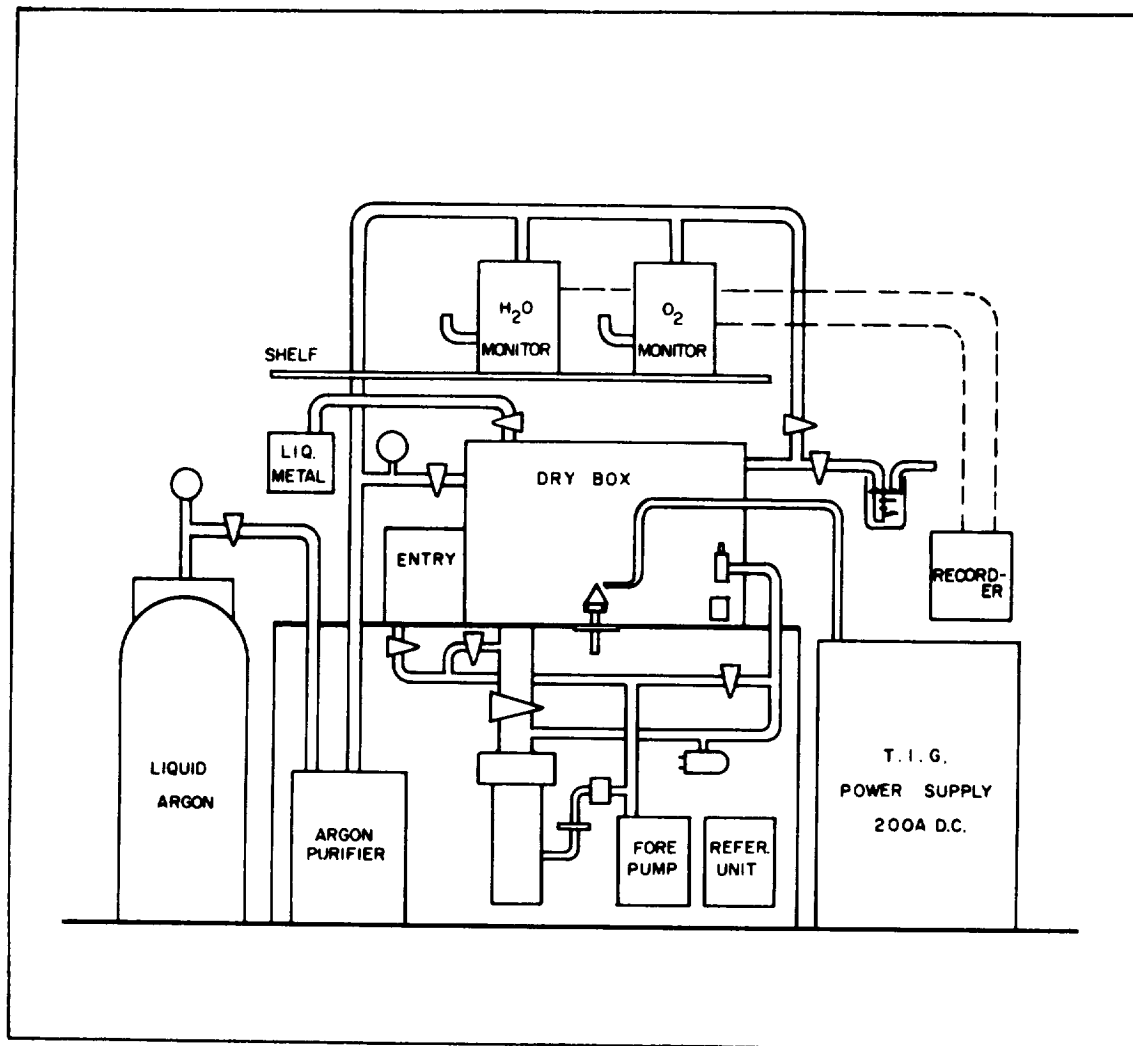 H2O
MONITOR
O2
MONITOR
SHELF
LIQ.
METAL
DRY BOX
ENTRY
RECORD-
ER
LIQUID
ARGON
ARGON
PURIFIER
FORE
PUMP
REFER.
UNIT
T.I.G.
POWER SUPPLY
200A D.C.